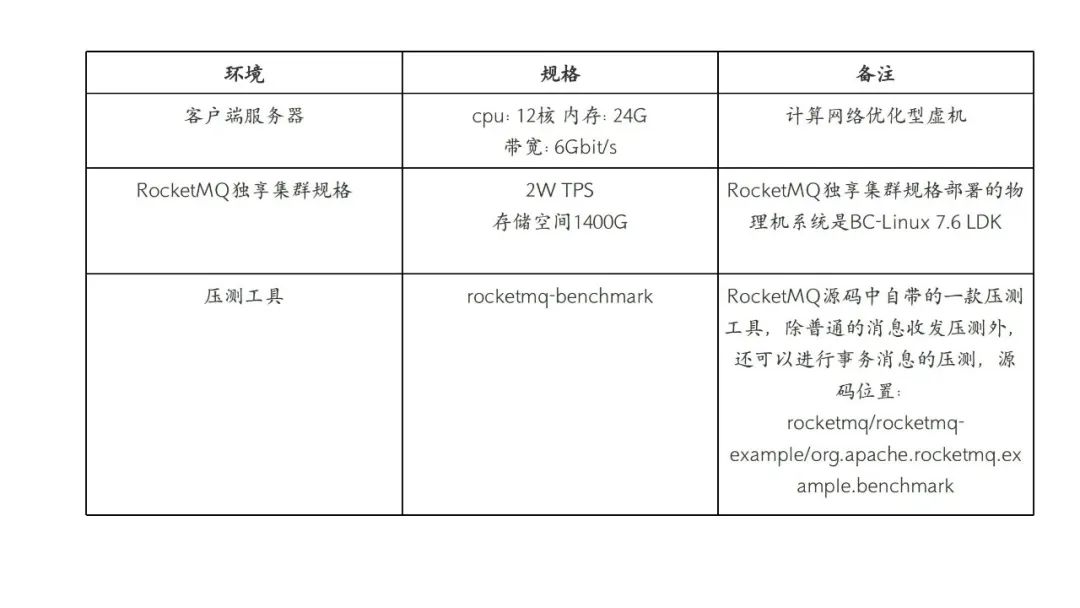 环境 规格 备注
客户端服务器 cpu: 12核 内存: 24G 计算网络优化型虚机
带宽: 6Gbit/s
RocketMQ独享集群规格 2W TPS RocketMQ独享集群规格部署的物
存储空间1400G 理机系统是BC-Linux 7.6 LDK
压测工具 rocketmq-benchmark RocketMQ源码中自带的一款压测
工具，除普通的消息收发压测外，
还可以进行事务消息的压测，源
码位置：
rocketmq/rocketmq-
example/org.apache.rocketmq.ex
ample.benchmark